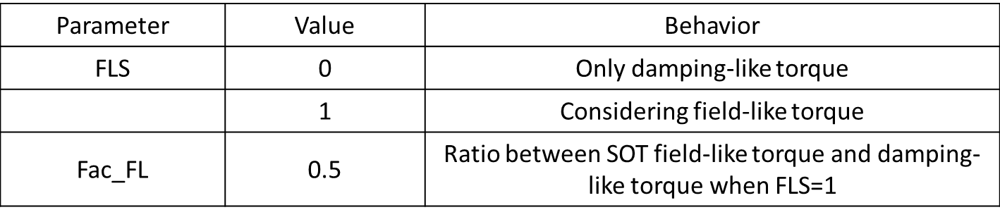 Parameter Value Behavior
FLS 0 Only damping-like torque
1 Considering field-like torque
Fac_FL 0.5 Ratio between SOT field-like torque and damping-
like torque when FLS=1